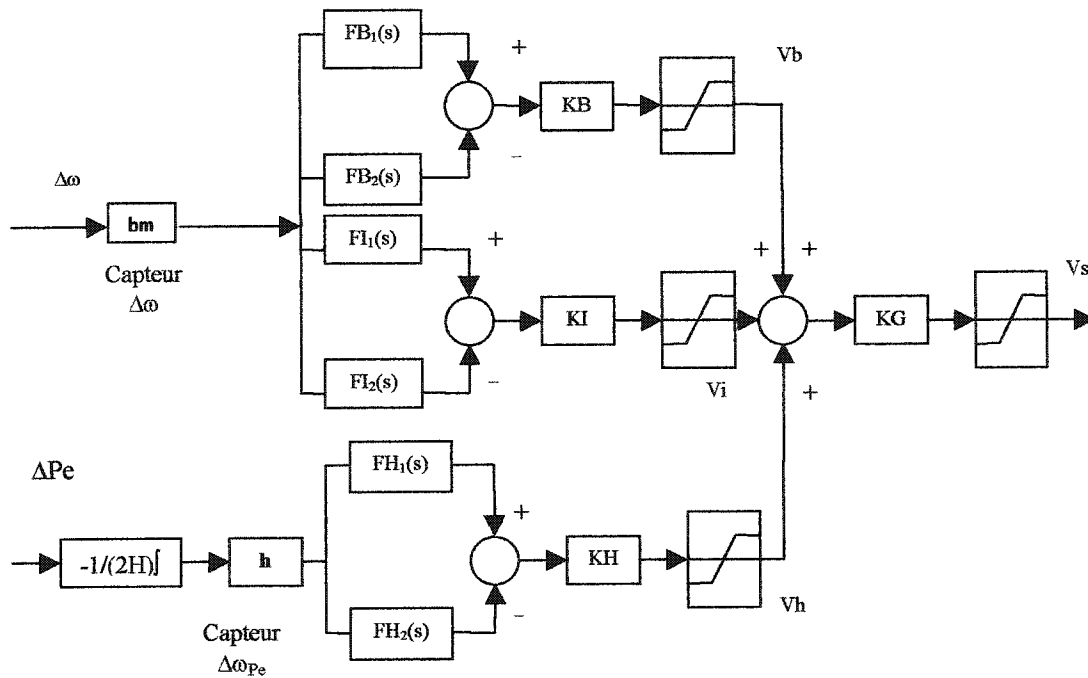 FB₁(s)
+
Vb
KB
−
FB₂(s)
Δω
bm
FI₁(s)
+
+ +
Vs
Capteur
Δω
KI
KG
−
FI₂(s)
Vi
+
ΔPe
FH₁(s)
+
-1/(2H)∫
h
KH
−
Vh
FH₂(s)
Capteur
Δω_Pe